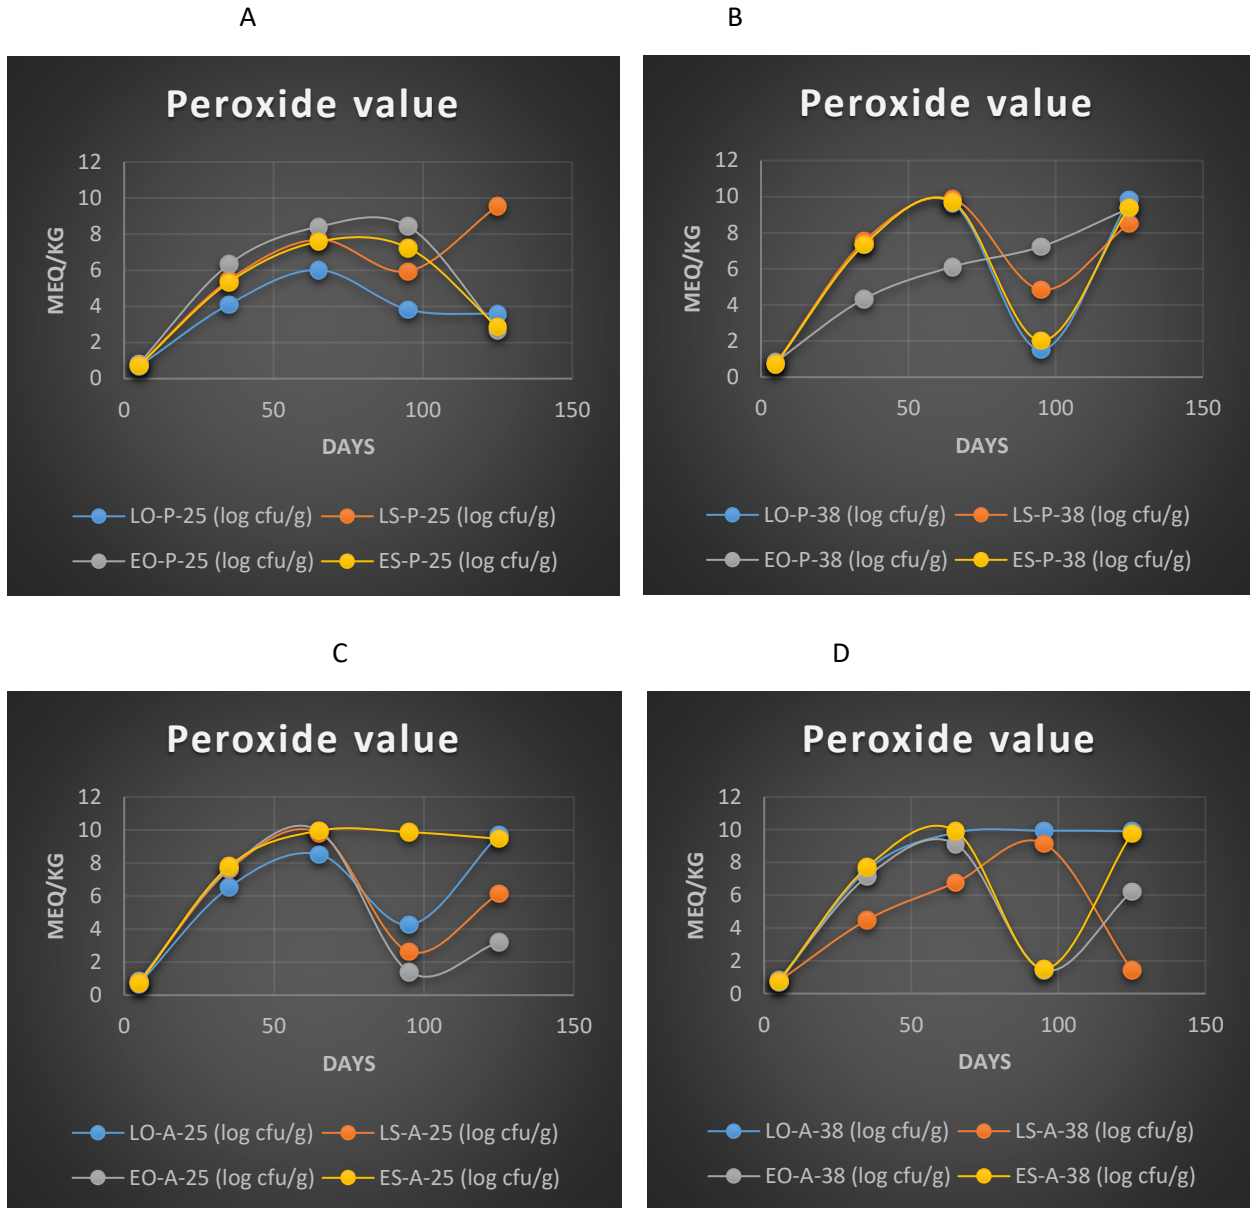 A
B
Peroxide value
12
10
8
6
4
2
0
MEQ/KG
0 50 100 150
DAYS
LO-P-25 (log cfu/g) LS-P-25 (log cfu/g)
EO-P-25 (log cfu/g) ES-P-25 (log cfu/g)
Peroxide value
12
10
8
6
4
2
0
MEQ/KG
0 50 100 150
DAYS
LO-P-38 (log cfu/g) LS-P-38 (log cfu/g)
EO-P-38 (log cfu/g) ES-P-38 (log cfu/g)
C
D
Peroxide value
12
10
8
6
4
2
0
MEQ/KG
0 50 100 150
DAYS
LO-A-25 (log cfu/g) LS-A-25 (log cfu/g)
EO-A-25 (log cfu/g) ES-A-25 (log cfu/g)
Peroxide value
12
10
8
6
4
2
0
MEQ/KG
0 50 100 150
DAYS
LO-A-38 (log cfu/g) LS-A-38 (log cfu/g)
EO-A-38 (log cfu/g) ES-A-38 (log cfu/g)